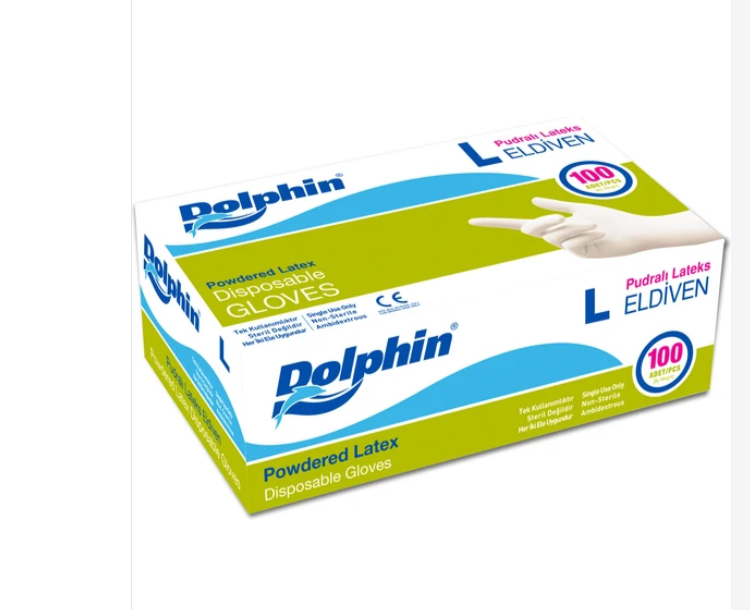 Pudralı Lateks
L ELDİVEN
100
ADET/PCS
Dolphin®
Powdered Latex
Disposable
GLOVES
Tek Kullanımlıktır
Steril Değildir
Her İki Ele Uygundur
Single Use Only
Non-Sterile
Ambidextrous
CE
Dolphin
L
Pudralı Lateks Eldiven
Powdered Latex Disposable Gloves
Dolphin®
Pudralı Lateks
L ELDİVEN
100
ADET/PCS
Tek Kullanımlıktır
Steril Değildir
Her İki Ele Uygundur
Single Use Only
Non-Sterile
Ambidextrous
Powdered Latex
Disposable Gloves